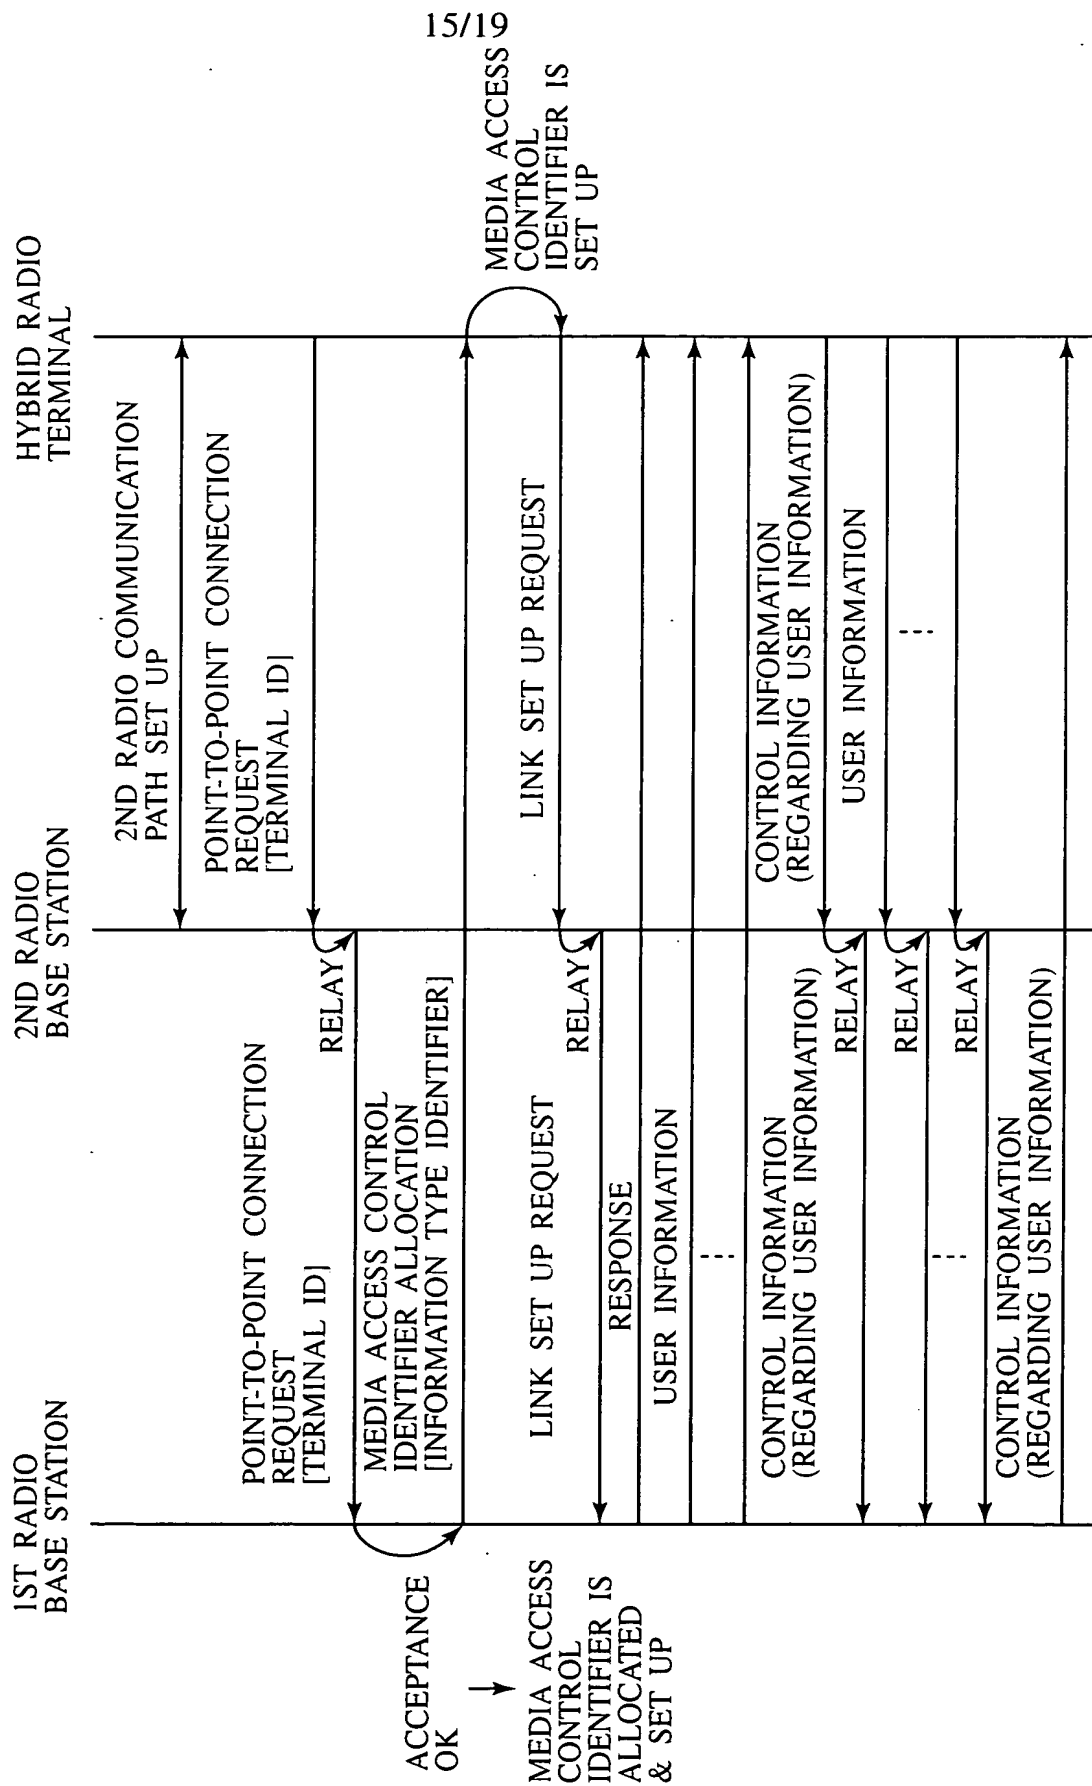 15/19
1ST RADIO
BASE STATION
2ND RADIO
BASE STATION
HYBRID RADIO
TERMINAL
2ND RADIO COMMUNICATION
PATH SET UP
POINT-TO-POINT CONNECTION
REQUEST
[TERMINAL ID]
POINT-TO-POINT CONNECTION
REQUEST
[TERMINAL ID]
RELAY
MEDIA ACCESS CONTROL
IDENTIFIER ALLOCATION
[INFORMATION TYPE IDENTIFIER]
ACCEPTANCE
OK
MEDIA ACCESS
CONTROL
IDENTIFIER IS
ALLOCATED
& SET UP
MEDIA ACCESS
CONTROL
IDENTIFIER IS
SET UP
LINK SET UP REQUEST
LINK SET UP REQUEST
RELAY
RESPONSE
USER INFORMATION
----
CONTROL INFORMATION
(REGARDING USER INFORMATION)
CONTROL INFORMATION
(REGARDING USER INFORMATION)
RELAY
USER INFORMATION
RELAY
----
----
RELAY
CONTROL INFORMATION
(REGARDING USER INFORMATION)